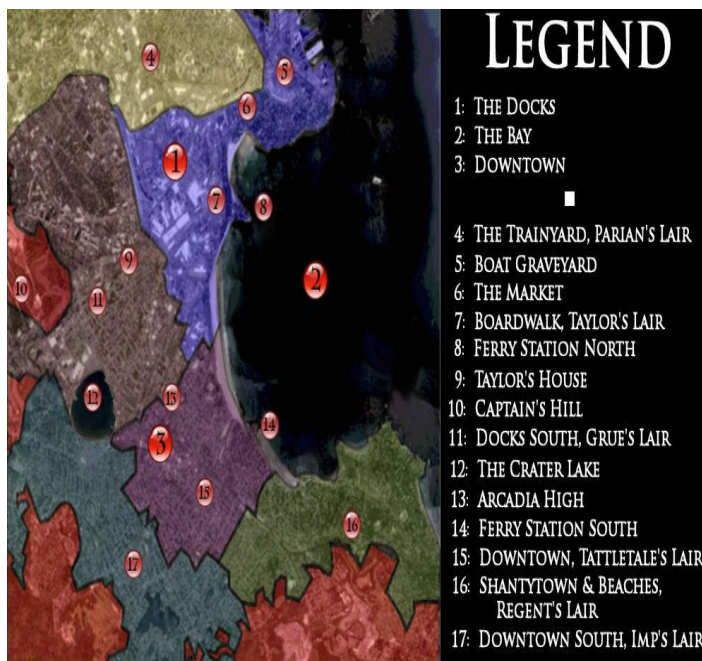 LEGEND
1: THE DOCKS
2: THE BAY
3: DOWNTOWN
4: THE TRAINYARD, PARIAN'S LAIR
5: BOAT GRAVEYARD
6: THE MARKET
7: BOARDWALK, TAYLOR'S LAIR
8: FERRY STATION NORTH
9: TAYLOR'S HOUSE
10: CAPTAIN'S HILL
11: DOCKS SOUTH, GRUE'S LAIR
12: THE CRATER LAKE
13: ARCADIA HIGH
14: FERRY STATION SOUTH
15: DOWNTOWN, TATTLETALE'S LAIR
16: SHANTYTOWN & BEACHES,
REGENT'S LAIR
17: DOWNTOWN SOUTH, IMP'S LAIR
4
5
6
1
7
8
9
2
10
11
12
13
3
14
15
16
17